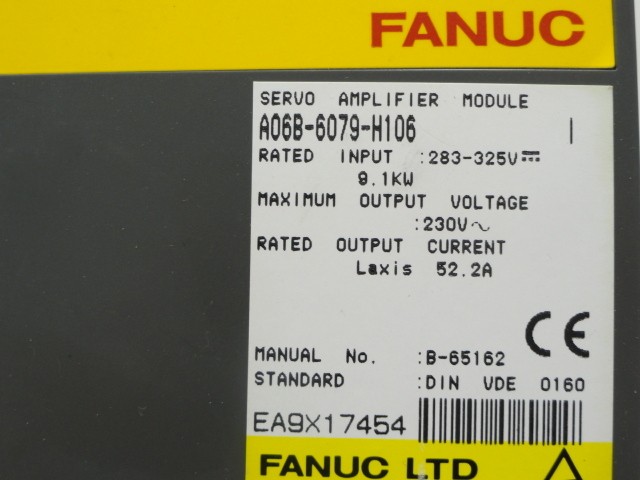 FANUC
SERVO AMPLIFIER MODULE
A06B-6079-H106 I
RATED INPUT :283-325V⎓
9.1KW
MAXIMUM OUTPUT VOLTAGE
:230V～
RATED OUTPUT CURRENT
Laxis 52.2A
CE
MANUAL No. :B-65162
STANDARD :DIN VDE 0160
EA9X17454
FANUC LTD